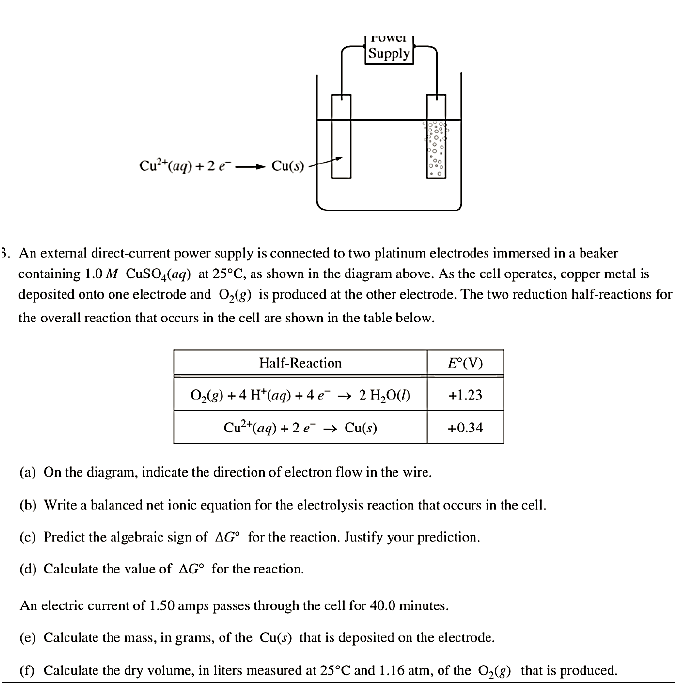 Power
Supply
Cu²⁺(aq) + 2 e⁻ ⟶ Cu(s)
3. An external direct-current power supply is connected to two platinum electrodes immersed in a beaker
containing 1.0 M CuSO₄(aq) at 25°C, as shown in the diagram above. As the cell operates, copper metal is
deposited onto one electrode and O₂(g) is produced at the other electrode. The two reduction half-reactions for
the overall reaction that occurs in the cell are shown in the table below.
Half-Reaction E°(V)
O₂(g) + 4 H⁺(aq) + 4 e⁻ → 2 H₂O(l) +1.23
Cu²⁺(aq) + 2 e⁻ → Cu(s) +0.34
(a) On the diagram, indicate the direction of electron flow in the wire.
(b) Write a balanced net ionic equation for the electrolysis reaction that occurs in the cell.
(c) Predict the algebraic sign of ΔG° for the reaction. Justify your prediction.
(d) Calculate the value of ΔG° for the reaction.
An electric current of 1.50 amps passes through the cell for 40.0 minutes.
(e) Calculate the mass, in grams, of the Cu(s) that is deposited on the electrode.
(f) Calculate the dry volume, in liters measured at 25°C and 1.16 atm, of the O₂(g) that is produced.